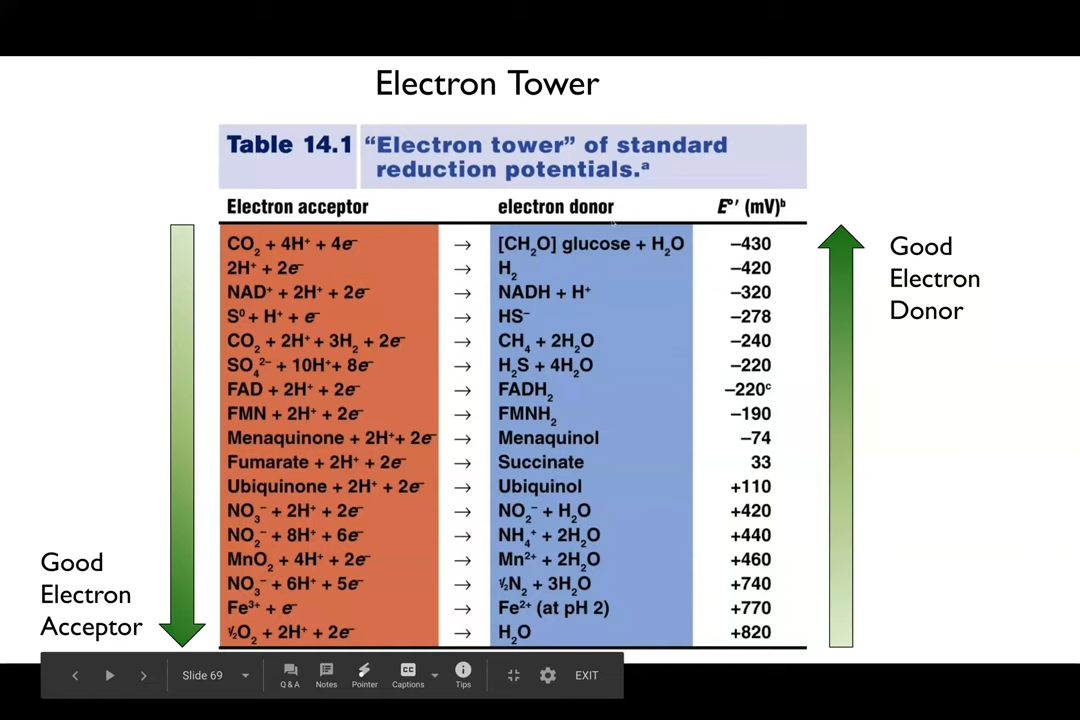 Electron Tower
Table 14.1 “Electron tower” of standard
reduction potentials.ᵃ
Electron acceptor electron donor E°′ (mV)ᵇ
CO₂ + 4H⁺ + 4e⁻ → [CH₂O] glucose + H₂O –430
2H⁺ + 2e⁻ → H₂ –420
NAD⁺ + 2H⁺ + 2e⁻ → NADH + H⁺ –320
S⁰ + H⁺ + e⁻ → HS⁻ –278
CO₂ + 2H⁺ + 3H₂ + 2e⁻ → CH₄ + 2H₂O –240
SO₄²⁻ + 10H⁺ + 8e⁻ → H₂S + 4H₂O –220
FAD + 2H⁺ + 2e⁻ → FADH₂ –220ᶜ
FMN + 2H⁺ + 2e⁻ → FMNH₂ –190
Menaquinone + 2H⁺ + 2e⁻ → Menaquinol –74
Fumarate + 2H⁺ + 2e⁻ → Succinate 33
Ubiquinone + 2H⁺ + 2e⁻ → Ubiquinol +110
NO₃⁻ + 2H⁺ + 2e⁻ → NO₂⁻ + H₂O +420
NO₂⁻ + 8H⁺ + 6e⁻ → NH₄⁺ + 2H₂O +440
MnO₂ + 4H⁺ + 2e⁻ → Mn²⁺ + 2H₂O +460
NO₃⁻ + 6H⁺ + 5e⁻ → ½N₂ + 3H₂O +740
Fe³⁺ + e⁻ → Fe²⁺ (at pH 2) +770
½O₂ + 2H⁺ + 2e⁻ → H₂O +820
Good
Electron
Donor
Good
Electron
Acceptor
Slide 69
Q & A
Notes
Pointer
Captions
Tips
EXIT